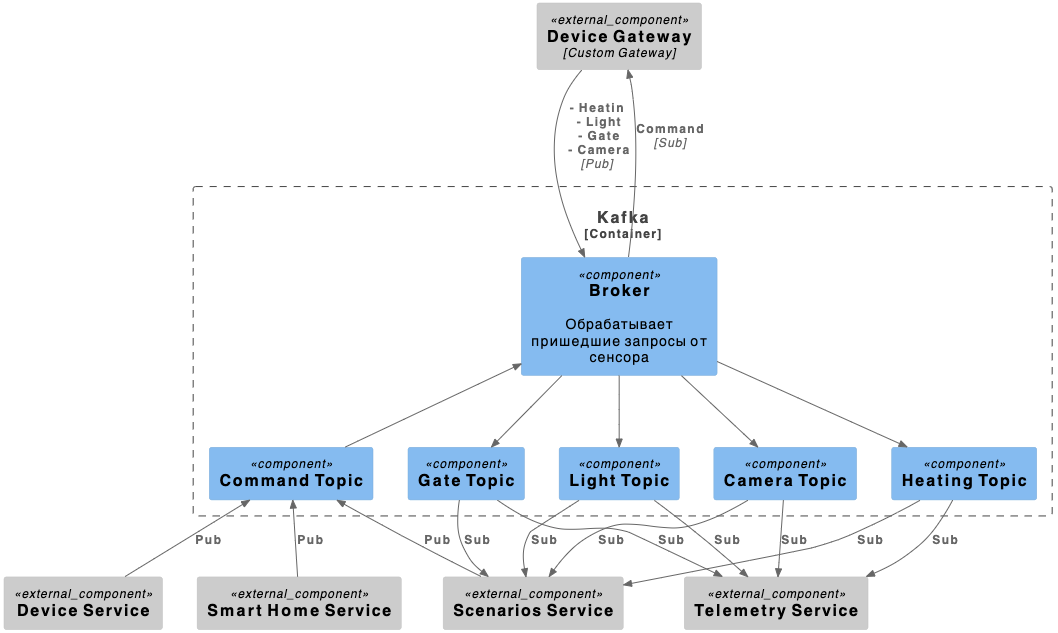 «external_component»
Device Gateway
[Custom Gateway]
- Heatin
- Light
- Gate
- Camera
[Pub]
Command
[Sub]
Kafka
[Container]
«component»
Broker
Обрабатывает
пришедшие запросы от
сенсора
«component»
Command Topic
«component»
Gate Topic
«component»
Light Topic
«component»
Camera Topic
«component»
Heating Topic
Pub
Pub
Pub
Sub
Sub
Sub
Sub
Sub
Sub
Sub
Sub
«external_component»
Device Service
«external_component»
Smart Home Service
«external_component»
Scenarios Service
«external_component»
Telemetry Service